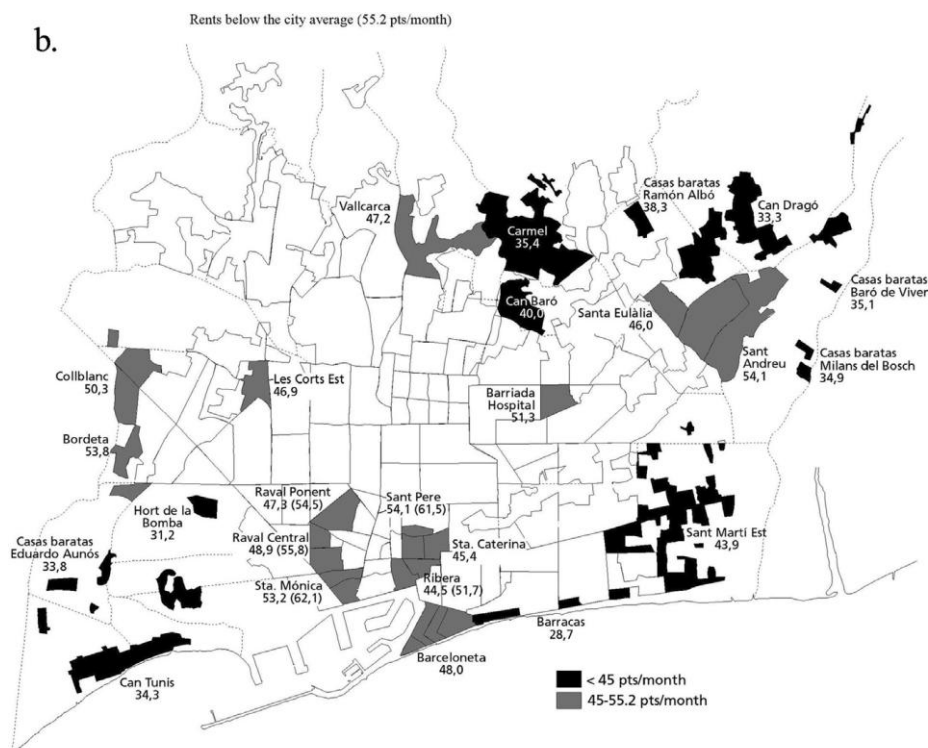 Rents below the city average (55.2 pts/month)
b.
Vallcarca
47,2
Carmel
35,4
Casas baratas
Ramón Albó
38,3
Can Dragó
33,3
Can Baró
40,0
Santa Eulàlia
46,0
Casas baratas
Baró de Viver
35,1
Sant
Andreu
54,1
Casas baratas
Milans del Bosch
34,9
Collblanc
50,3
Les Corts Est
46,9
Barriada
Hospital
51,3
Bordeta
53,8
Hort de la
Bomba
31,2
Raval Ponent
47,3 (54,5)
Sant Pere
54,1 (61,5)
Raval Central
48,9 (55,8)
Sta. Caterina
45,4
Sant Martí Est
43,9
Casas baratas
Eduardo Aunós
33,8
Sta. Mónica
53,2 (62,1)
Ribera
44,5 (51,7)
Barracas
28,7
Barceloneta
48,0
Can Tunis
34,3
< 45 pts/month
45-55.2 pts/month